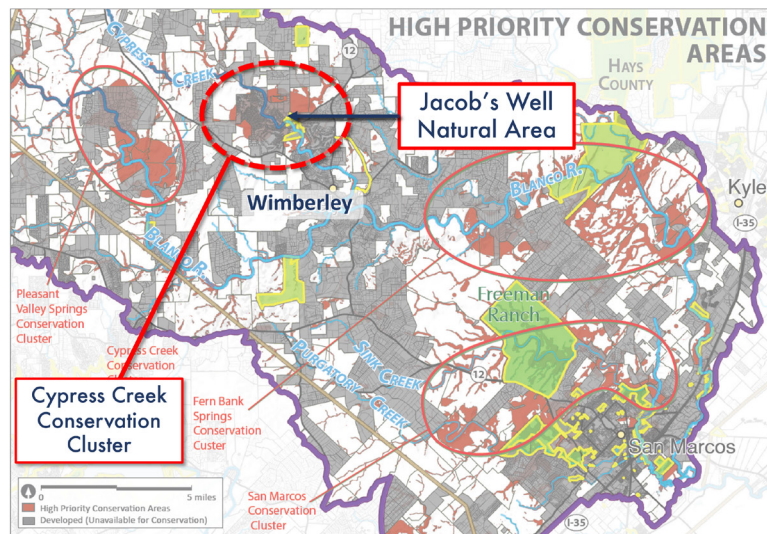 HIGH PRIORITY CONSERVATION
AREAS
CYPRESS
CREEK
12
HAYS
COUNTY
Jacob's Well
Natural Area
BLANCO R.
Kyle
I-35
Wimberley
BLANCO R.
Pleasant
Valley Springs
Conservation
Cluster
Freeman
Ranch
Cypress Creek
Conservation
SINK CREEK
PURGATORY CREEK
12
Cypress Creek
Conservation
Cluster
Fern Bank
Springs
Conservation
Cluster
San Marcos
San Marcos
Conservation
Cluster
I-35
0
5 miles
High Priority Conservation Areas
Developed (Unavailable for Conservation)